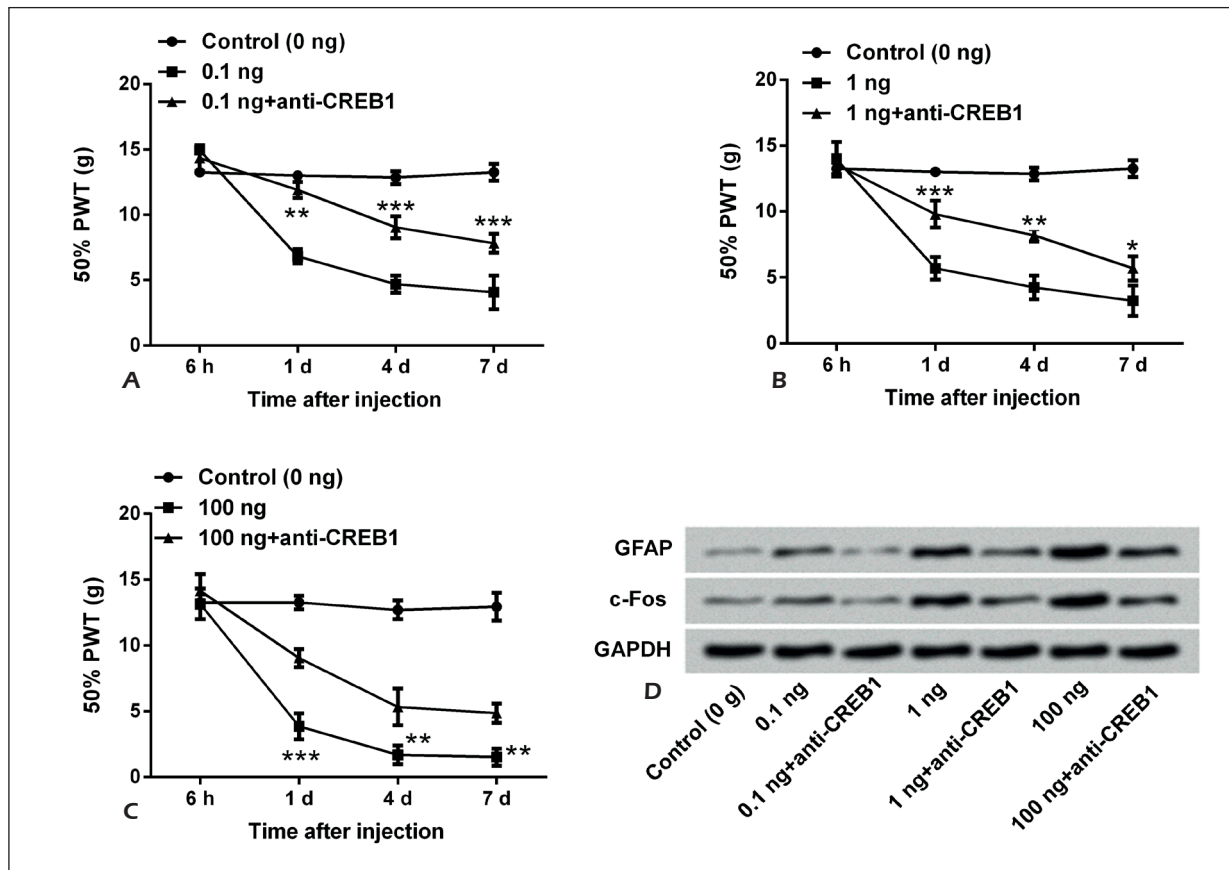 Control (0 ng)
0.1 ng
0.1 ng+anti-CREB1
20
15
10
5
0
50% PWT (g)
**
***
***
6 h 1 d 4 d 7 d
A
Time after injection
Control (0 ng)
1 ng
1 ng+anti-CREB1
20
15
10
5
0
50% PWT (g)
***
**
*
6 h 1 d 4 d 7 d
B
Time after injection
Control (0 ng)
100 ng
100 ng+anti-CREB1
20
15
10
5
0
50% PWT (g)
***
**
**
6 h 1 d 4 d 7 d
C
Time after injection
GFAP
c-Fos
GAPDH
D
Control (0 g)
0.1 ng
0.1 ng+anti-CREB1
1 ng
1 ng+anti-CREB1
100 ng
100 ng+anti-CREB1